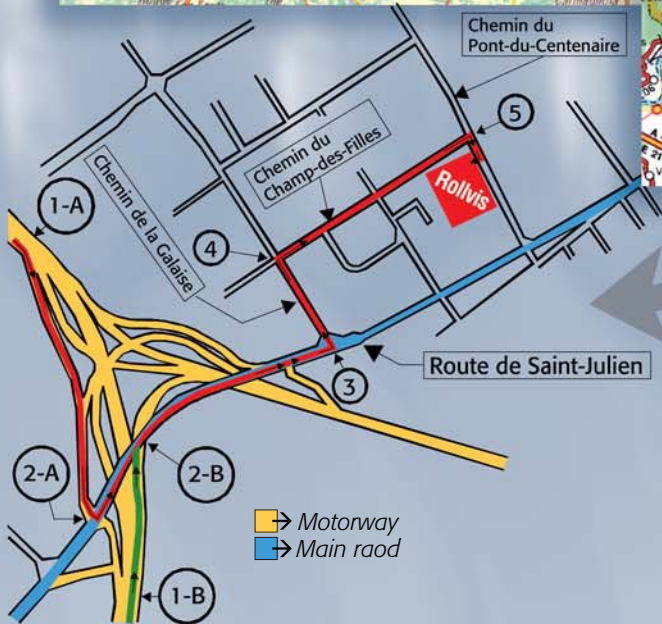 Chemin du
Pont-du-Centenaire
5
Chemin du
Champ-des-Filles
Rollvis
1-A
Chemin de la Galaise
4
3
Route de Saint-Julien
2-A
2-B
→ Motorway
→ Main raod
1-B